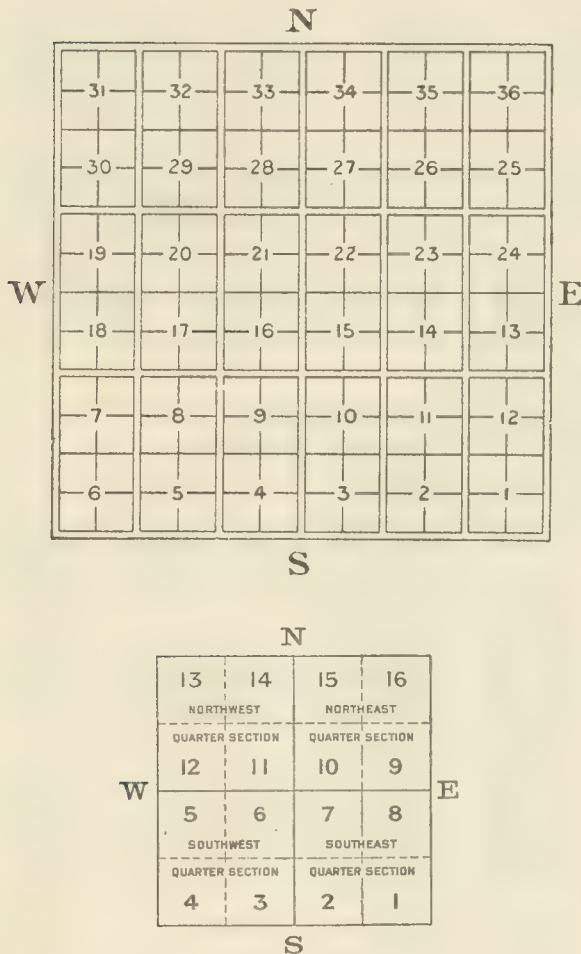 N
31 32 33 34 35 36
30 29 28 27 26 25
19 20 21 22 23 24
W E
18 17 16 15 14 13
7 8 9 10 11 12
6 5 4 3 2 1
S
N
13 14 15 16
NORTHWEST NORTHEAST
QUARTER SECTION QUARTER SECTION
12 11 10 9
W E
5 6 7 8
SOUTHWEST SOUTHEAST
QUARTER SECTION QUARTER SECTION
4 3 2 1
S